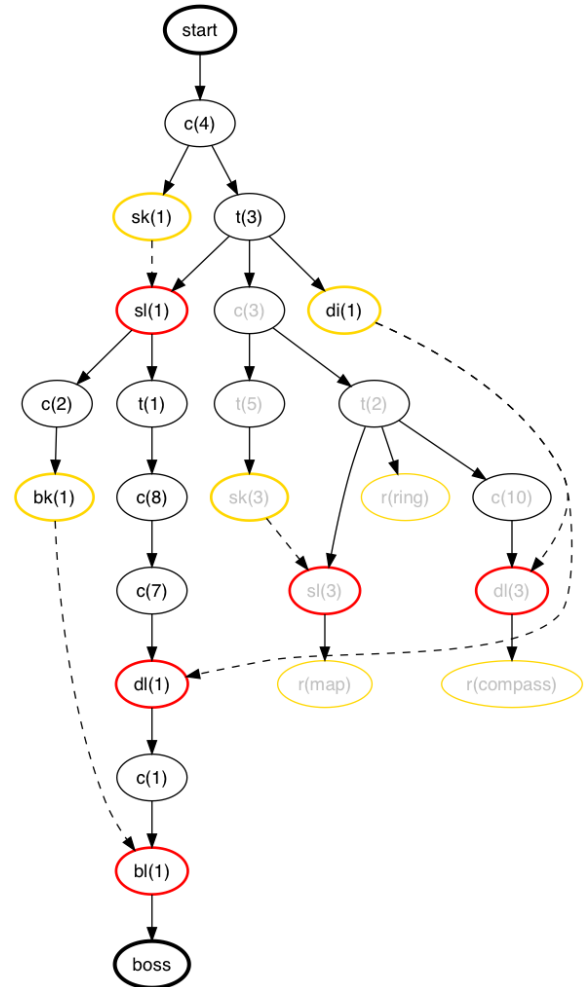 start
c(4)
sk(1) t(3)
sl(1) c(3) di(1)
c(2) t(1) t(5) t(2)
bk(1) c(8) sk(3) r(ring) c(10)
c(7) sl(3) dl(3)
dl(1) r(map) r(compass)
c(1)
bl(1)
boss